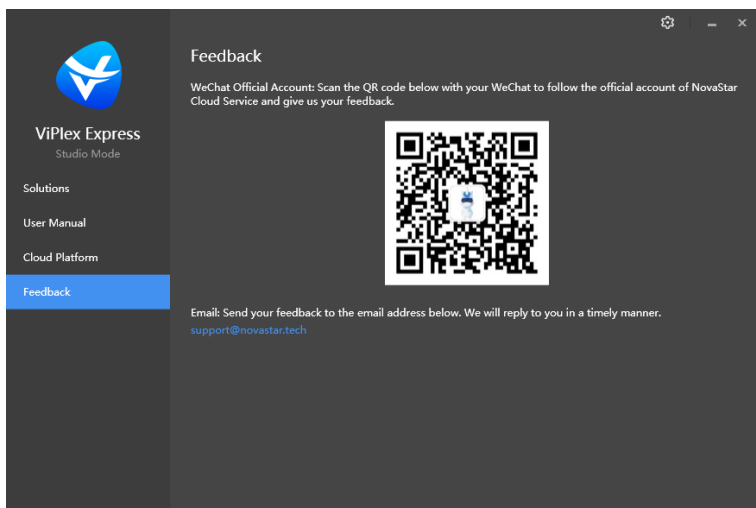 Feedback
WeChat Official Account: Scan the QR code below with your WeChat to follow the official account of NovaStar
Cloud Service and give us your feedback.
ViPlex Express
Studio Mode
Solutions
User Manual
Cloud Platform
Feedback
Email: Send your feedback to the email address below. We will reply to you in a timely manner.
support@novastar.tech